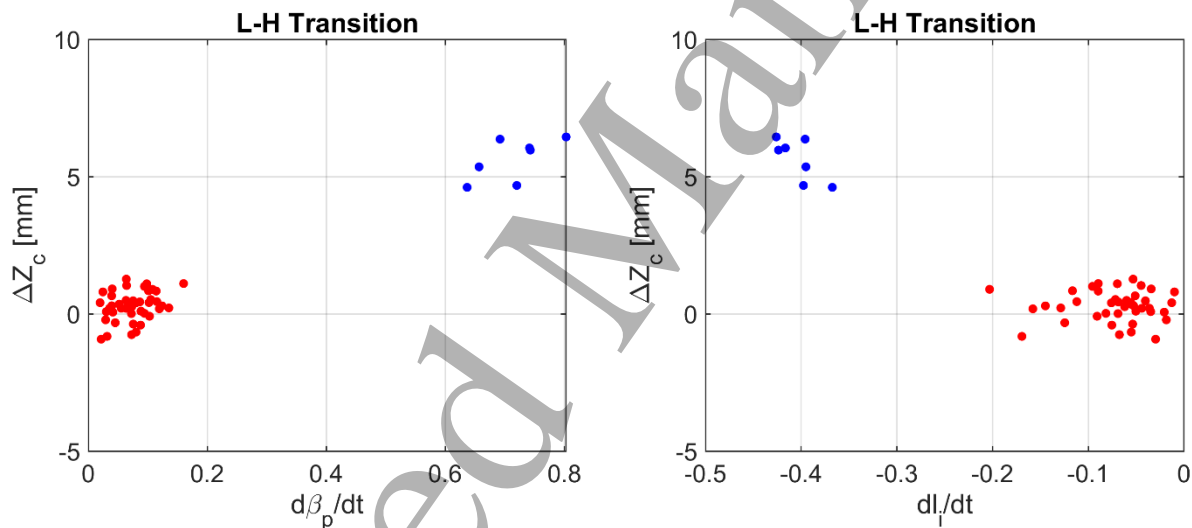 L-H Transition
10
5
0
-5
ΔZc [mm]
0 0.2 0.4 0.6 0.8
dβp/dt
L-H Transition
10
5
0
-5
ΔZc [mm]
-0.5 -0.4 -0.3 -0.2 -0.1 0
dli/dt
ed Man